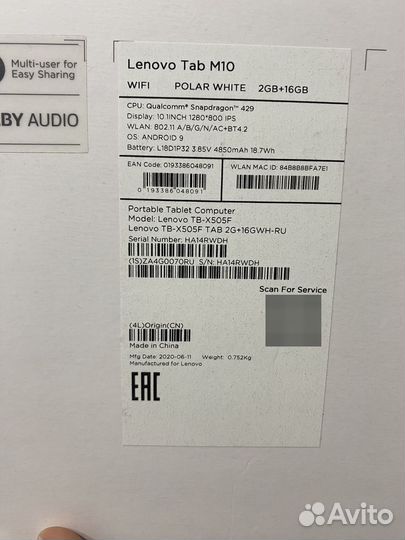 Multi-user for
Easy Sharing
BY AUDIO
Lenovo Tab M10
WIFI POLAR WHITE 2GB+16GB
CPU: Qualcomm® Snapdragon™ 429
Display: 10.1INCH 1280*800 IPS
WLAN: 802.11 A/B/G/N/AC+BT4.2
OS: ANDROID 9
Battery: L18D1P32 3.85V 4850mAh 18.7Wh
EAN Code: 0193386048091
WLAN MAC ID: 84B8B8BFA7E1
0 193386 048091
Portable Tablet Computer
Model: Lenovo TB-X505F
Lenovo TB-X505F TAB 2G+16GWH-RU
Serial Number: HA14RWDH
(1S)ZA4G0070RU S/N: HA14RWDH
Scan For Service
(4L)Origin(CN)
Made in China
Mfg Date: 2020-06-11 Weight: 0.752Kg
Manufactured for Lenovo
EAC
Avito